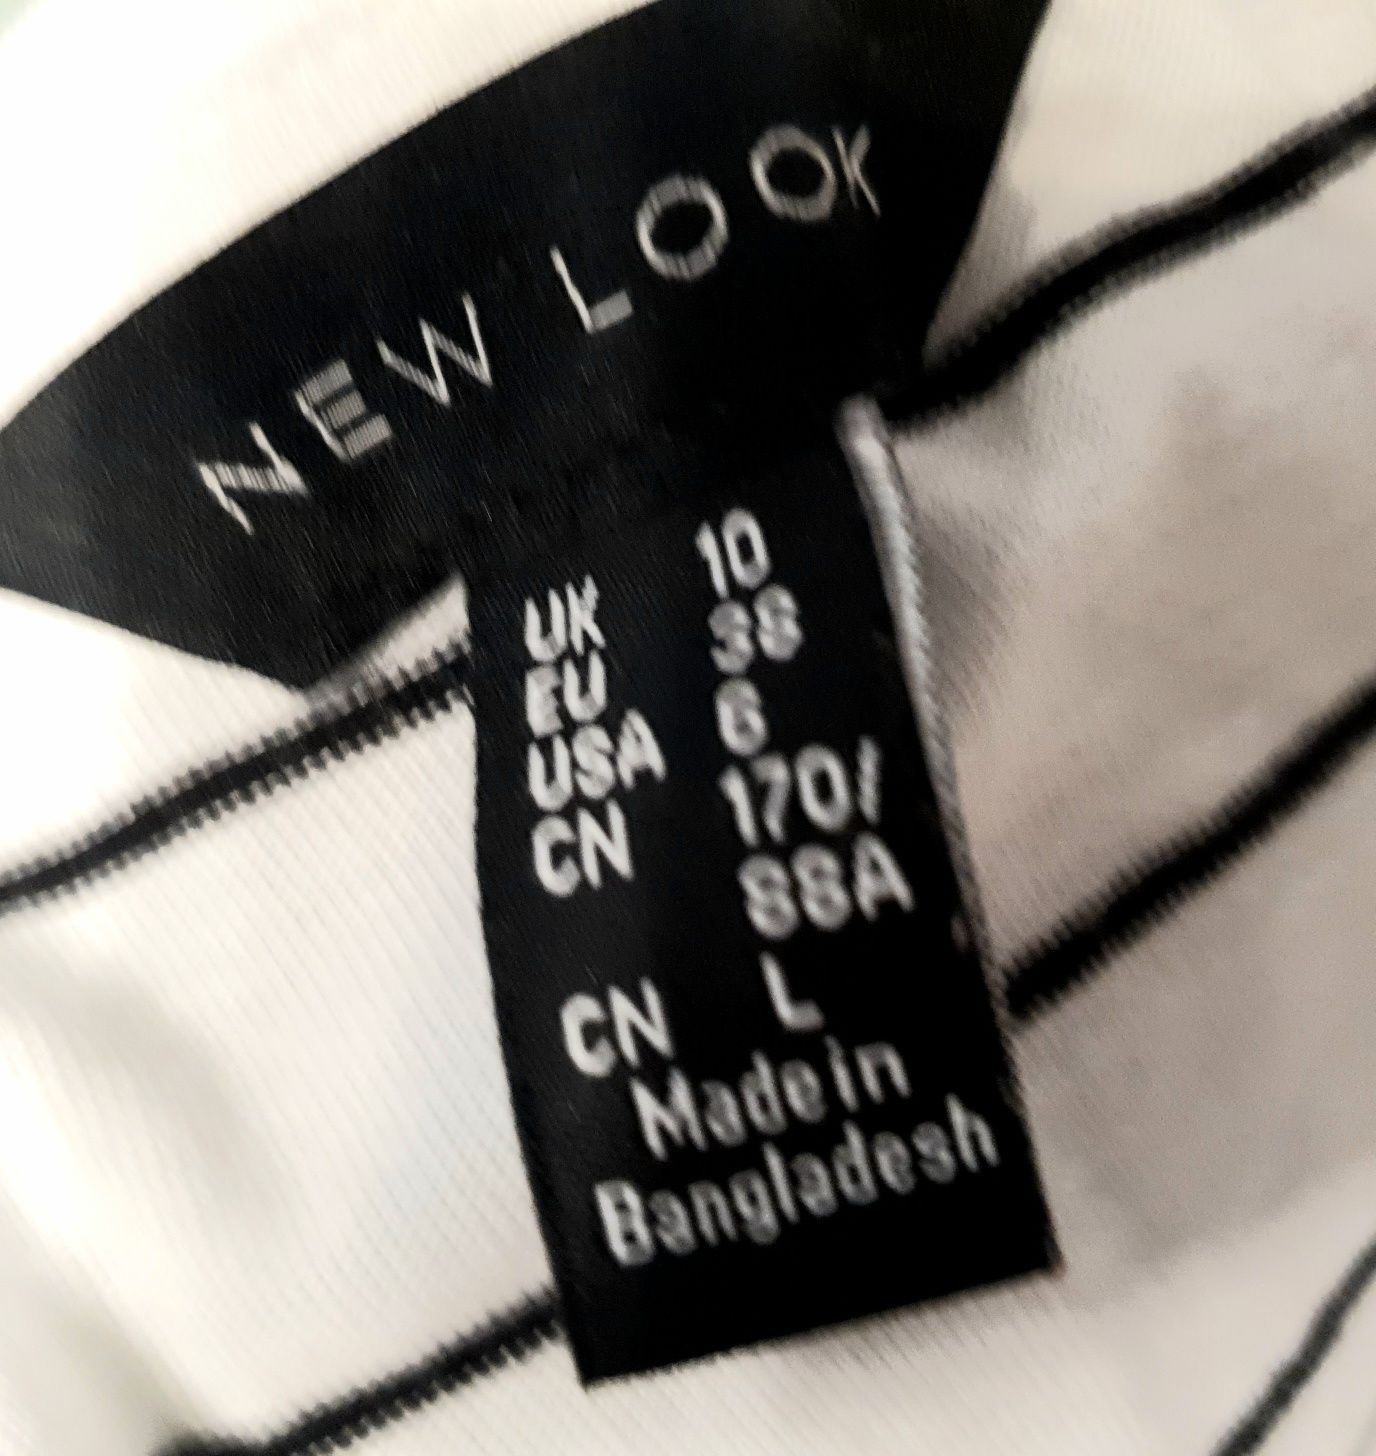 NEW LOOK
UK 10
EU 38
USA 6
CN 170/
88A
CN L
Made in
Bangladesh